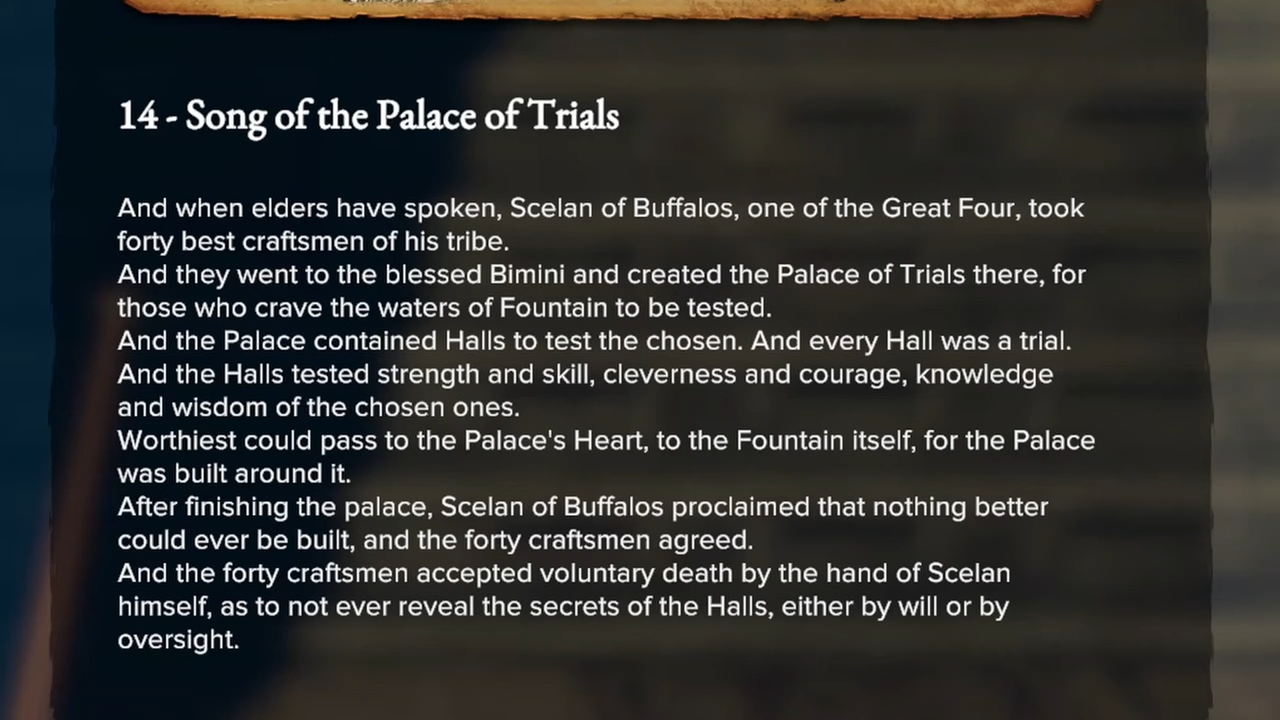 14 - Song of the Palace of Trials
And when elders have spoken, Scelan of Buffalos, one of the Great Four, took
forty best craftsmen of his tribe.
And they went to the blessed Bimini and created the Palace of Trials there, for
those who crave the waters of Fountain to be tested.
And the Palace contained Halls to test the chosen. And every Hall was a trial.
And the Halls tested strength and skill, cleverness and courage, knowledge
and wisdom of the chosen ones.
Worthiest could pass to the Palace's Heart, to the Fountain itself, for the Palace
was built around it.
After finishing the palace, Scelan of Buffalos proclaimed that nothing better
could ever be built, and the forty craftsmen agreed.
And the forty craftsmen accepted voluntary death by the hand of Scelan
himself, as to not ever reveal the secrets of the Halls, either by will or by
oversight.